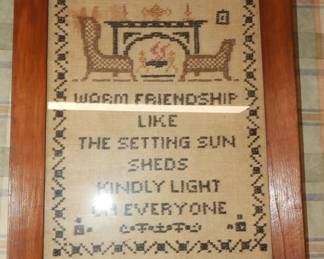 WARM FRIENDSHIP
LIKE
THE SETTING SUN
SHEDS
KINDLY LIGHT
ON EVERYONE